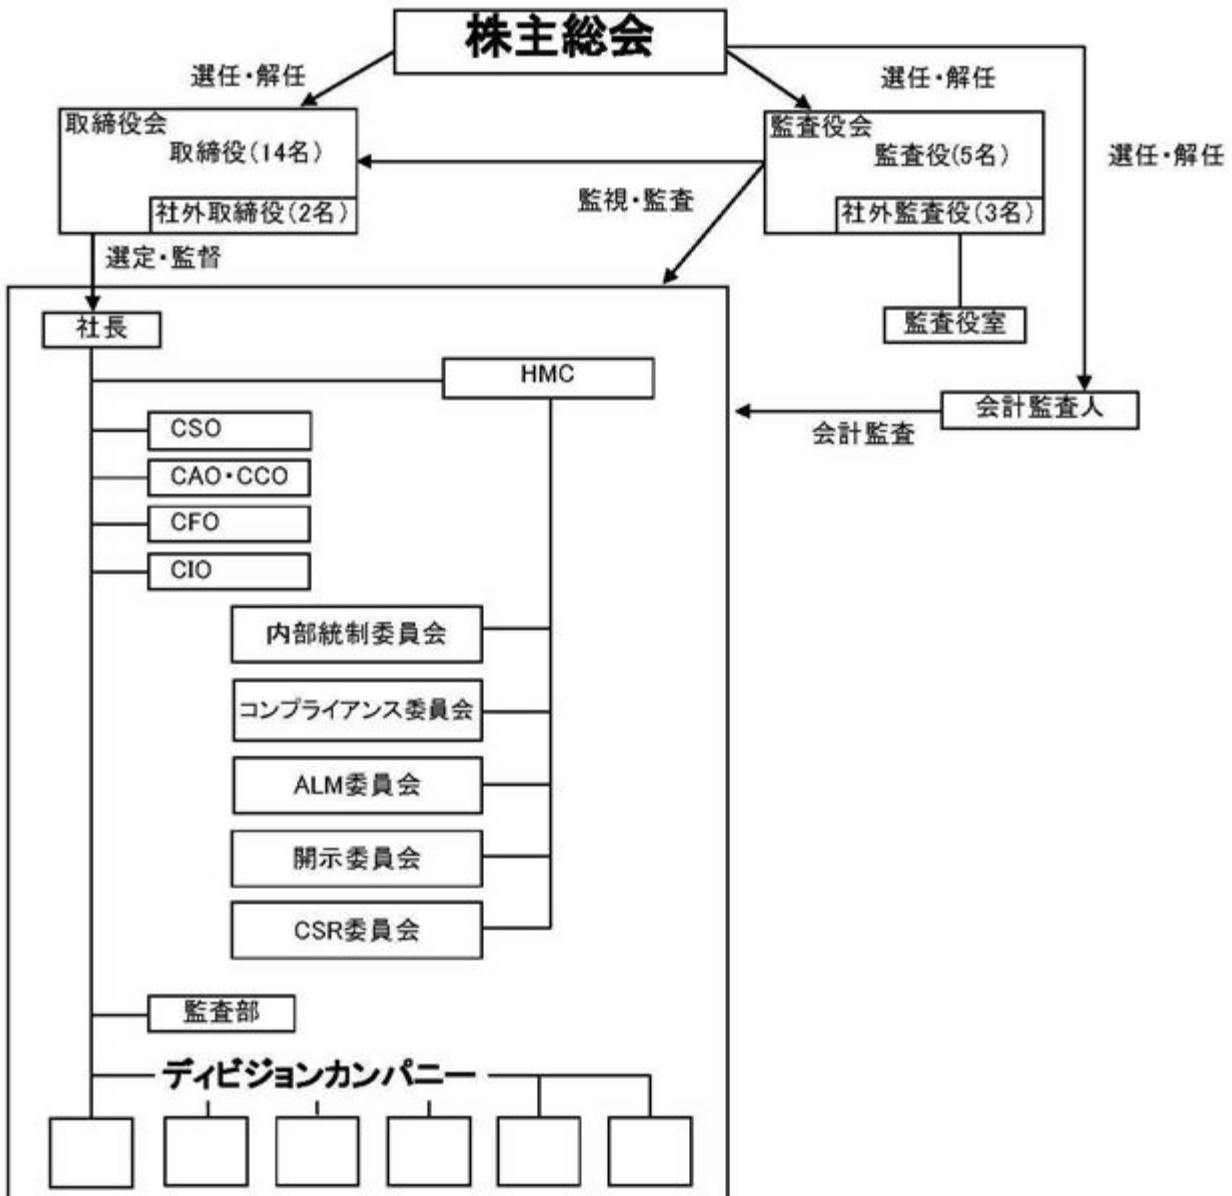 株主総会
選任・解任
選任・解任
選任・解任
取締役会
取締役(14名)
社外取締役(2名)
監査役会
監査役(5名)
社外監査役(3名)
監視・監査
選定・監督
監査役室
社長
HMC
会計監査人
会計監査
CSO
CAO・CCO
CFO
CIO
内部統制委員会
コンプライアンス委員会
ALM委員会
開示委員会
CSR委員会
監査部
ディビジョンカンパニー